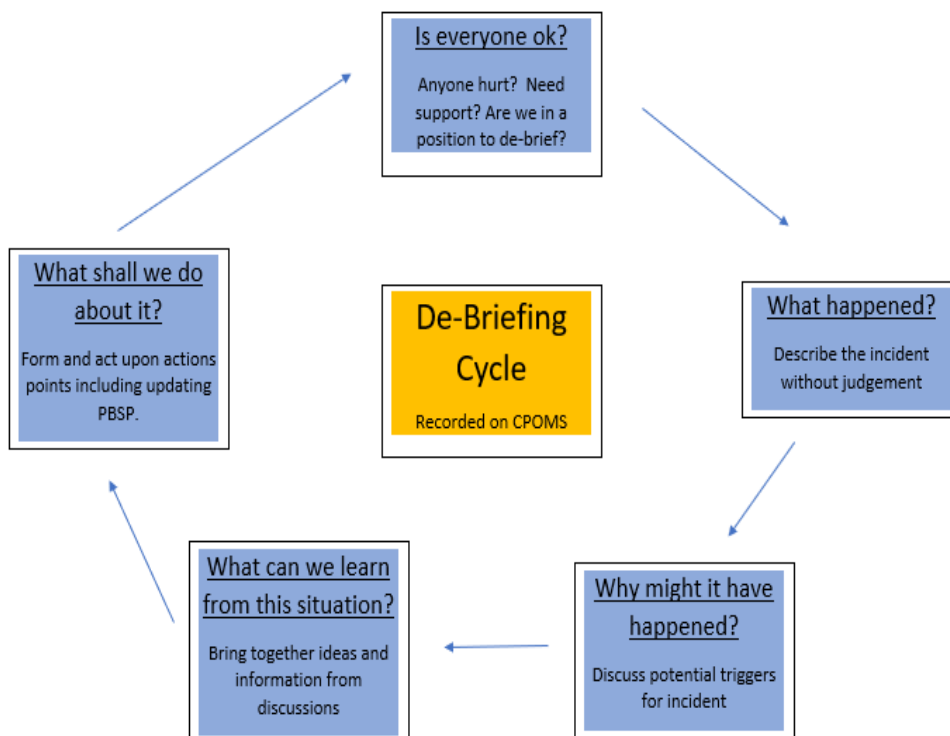 Is everyone ok?
Anyone hurt? Need
support? Are we in a
position to de-brief?
What happened?
Describe the incident
without judgement
Why might it have
happened?
Discuss potential triggers
for incident
What can we learn
from this situation?
Bring together ideas and
information from
discussions
What shall we do
about it?
Form and act upon actions
points including updating
PBSP.
De-Briefing
Cycle
Recorded on CPOMS